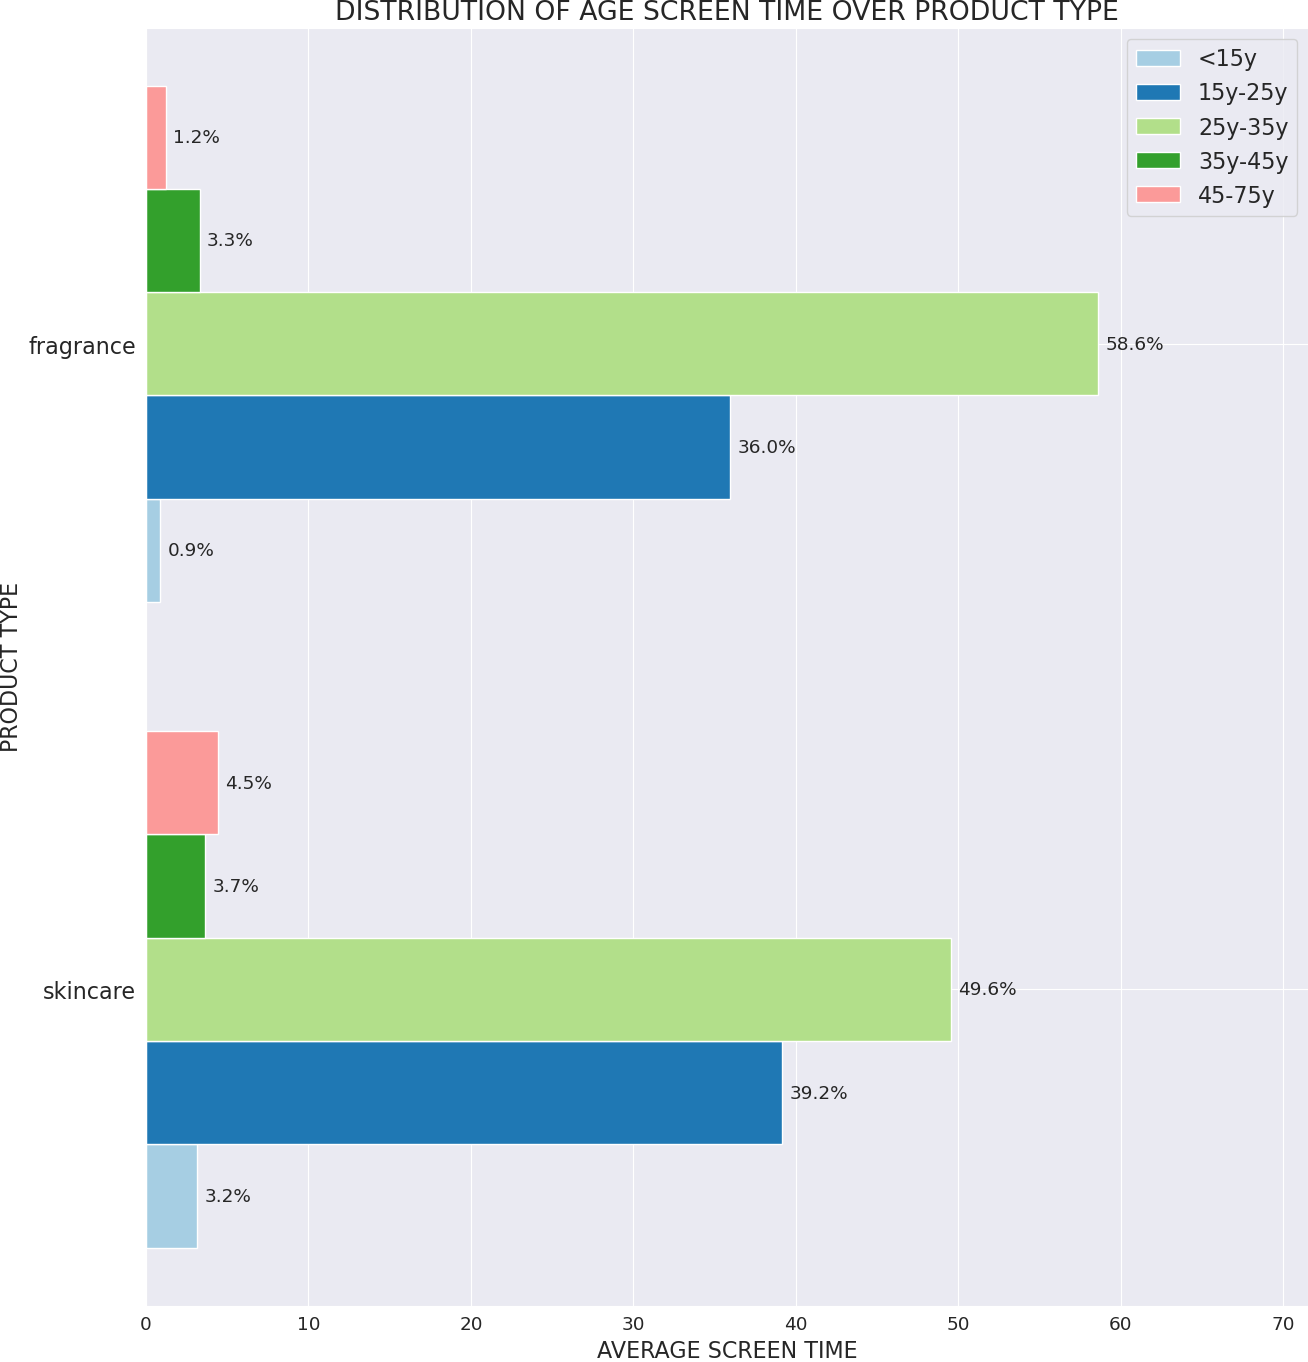 DISTRIBUTION OF AGE SCREEN TIME OVER PRODUCT TYPE
<15y
15y-25y
25y-35y
35y-45y
45-75y
1.2%
3.3%
fragrance
58.6%
36.0%
0.9%
PRODUCT TYPE
4.5%
3.7%
skincare
49.6%
39.2%
3.2%
0 10 20 30 40 50 60 70
AVERAGE SCREEN TIME